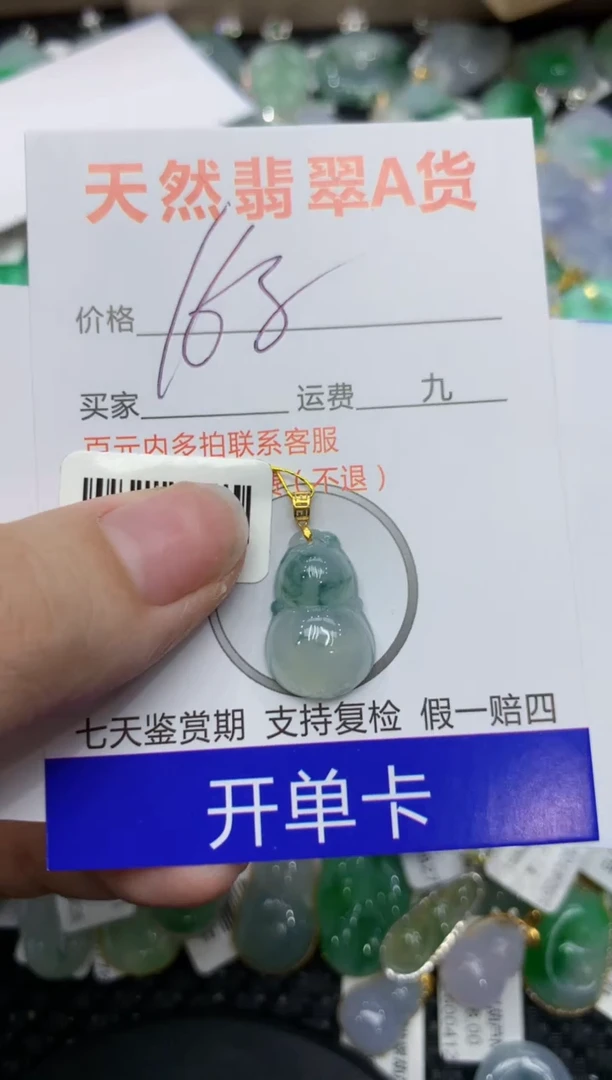 天然翡翠A货
价格
买家 运费 九
百元内多拍联系客服
(不退)
七天鉴赏期 支持复检 假一赔四
开单卡